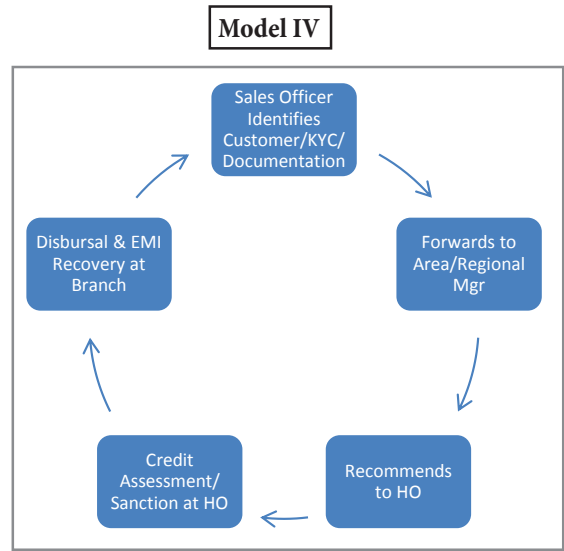 Model IV
Sales Officer
Identifies
Customer/KYC/
Documentation
Forwards to
Area/Regional
Mgr
Recommends
to HO
Credit
Assessment/
Sanction at HO
Disbursal & EMI
Recovery at
Branch